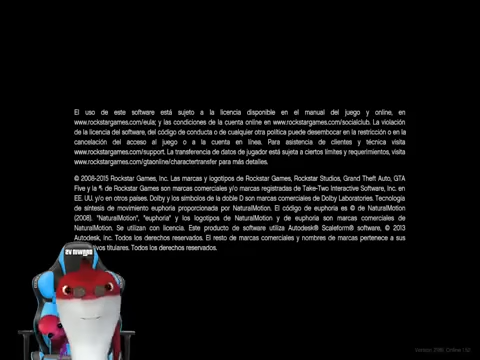 El uso de este software está sujeto a la licencia disponible en el manual del juego y online, en
www.rockstargames.com/eula; y las condiciones de la cuenta online en www.rockstargames.com/socialclub. La violación
de la licencia del software, del código de conducta o de cualquier otra política puede desembocar en la restricción o en la
cancelación del acceso al juego o a la cuenta en línea. Para asistencia de clientes y técnica visita
www.rockstargames.com/support. La transferencia de datos de jugador está sujeta a ciertos límites y requerimientos, visita
www.rockstargames.com/gtaonline/charactertransfer para más detalles.
© 2008-2015 Rockstar Games, Inc. Las marcas y logotipos de Rockstar Games, Rockstar Studios, Grand Theft Auto, GTA
Five y la de Rockstar Games son marcas comerciales y/o marcas registradas de Take-Two Interactive Software, Inc. en
EE. UU. y/o en otros países. Dolby y los símbolos de la doble D son marcas comerciales de Dolby Laboratories. Tecnología
de síntesis de movimiento euphoria proporcionada por NaturalMotion. El código de euphoria es © de NaturalMotion
(2008). "NaturalMotion", "euphoria" y los logotipos de NaturalMotion y de euphoria son marcas comerciales de
NaturalMotion. Se utilizan con licencia. Este producto de software utiliza Autodesk® Scaleform® software, © 2013
Autodesk, Inc. Todos los derechos reservados. El resto de marcas comerciales y nombres de marcas pertenece a sus
titulares. Todos los derechos reservados.